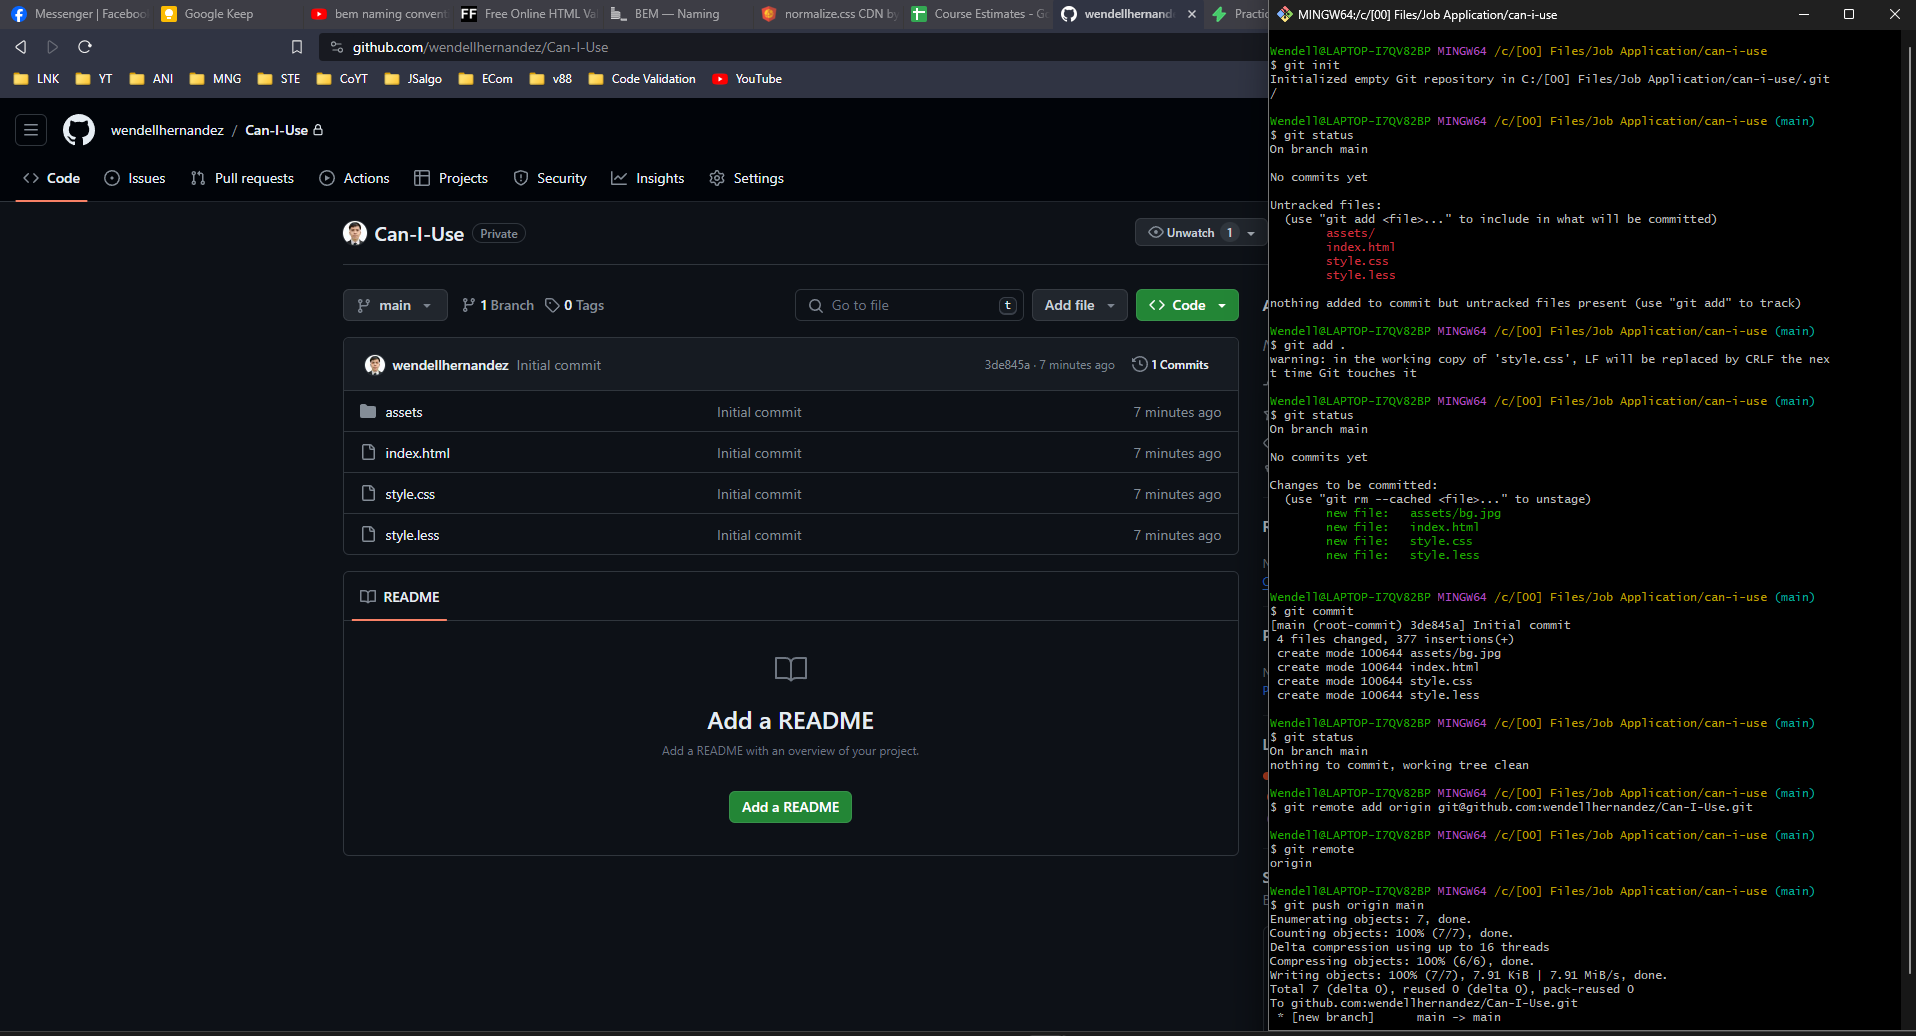 Messenger | Faceboo
Google Keep
bem naming convent
FF Free Online HTML Va
BEM — Naming
normalize.css CDN by
Course Estimates - Go
wendellhernand
Practic
github.com/wendellhernandez/Can-I-Use
LNK
YT
ANI
MNG
STE
CoYT
JSalgo
ECom
v88
Code Validation
YouTube
wendellhernandez / Can-I-Use
Code
Issues
Pull requests
Actions
Projects
Security
Insights
Settings
Can-I-Use Private
Unwatch 1
main
1 Branch
0 Tags
Go to file t
Add file
<> Code
wendellhernandez Initial commit 3de845a · 7 minutes ago 1 Commits
assets Initial commit 7 minutes ago
index.html Initial commit 7 minutes ago
style.css Initial commit 7 minutes ago
style.less Initial commit 7 minutes ago
README
Add a README
Add a README with an overview of your project.
Add a README
MINGW64:/c/[00] Files/Job Application/can-i-use
Wendell@LAPTOP-I7QV82BP MINGW64 /c/[00] Files/Job Application/can-i-use
$ git init
Initialized empty Git repository in C:/[00] Files/Job Application/can-i-use/.git
/
Wendell@LAPTOP-I7QV82BP MINGW64 /c/[00] Files/Job Application/can-i-use (main)
$ git status
On branch main
No commits yet
Untracked files:
(use "git add <file>..." to include in what will be committed)
assets/
index.html
style.css
style.less
nothing added to commit but untracked files present (use "git add" to track)
Wendell@LAPTOP-I7QV82BP MINGW64 /c/[00] Files/Job Application/can-i-use (main)
$ git add .
warning: in the working copy of 'style.css', LF will be replaced by CRLF the nex
t time Git touches it
Wendell@LAPTOP-I7QV82BP MINGW64 /c/[00] Files/Job Application/can-i-use (main)
$ git status
On branch main
No commits yet
Changes to be committed:
(use "git rm --cached <file>..." to unstage)
new file: assets/bg.jpg
new file: index.html
new file: style.css
new file: style.less
Wendell@LAPTOP-I7QV82BP MINGW64 /c/[00] Files/Job Application/can-i-use (main)
$ git commit
[main (root-commit) 3de845a] Initial commit
4 files changed, 377 insertions(+)
create mode 100644 assets/bg.jpg
create mode 100644 index.html
create mode 100644 style.css
create mode 100644 style.less
Wendell@LAPTOP-I7QV82BP MINGW64 /c/[00] Files/Job Application/can-i-use (main)
$ git status
On branch main
nothing to commit, working tree clean
Wendell@LAPTOP-I7QV82BP MINGW64 /c/[00] Files/Job Application/can-i-use (main)
$ git remote add origin git@github.com:wendellhernandez/Can-I-Use.git
Wendell@LAPTOP-I7QV82BP MINGW64 /c/[00] Files/Job Application/can-i-use (main)
$ git remote
origin
Wendell@LAPTOP-I7QV82BP MINGW64 /c/[00] Files/Job Application/can-i-use (main)
$ git push origin main
Enumerating objects: 7, done.
Counting objects: 100% (7/7), done.
Delta compression using up to 16 threads
Compressing objects: 100% (6/6), done.
Writing objects: 100% (7/7), 7.91 KiB | 7.91 MiB/s, done.
Total 7 (delta 0), reused 0 (delta 0), pack-reused 0
To github.com:wendellhernandez/Can-I-Use.git
* [new branch] main -> main